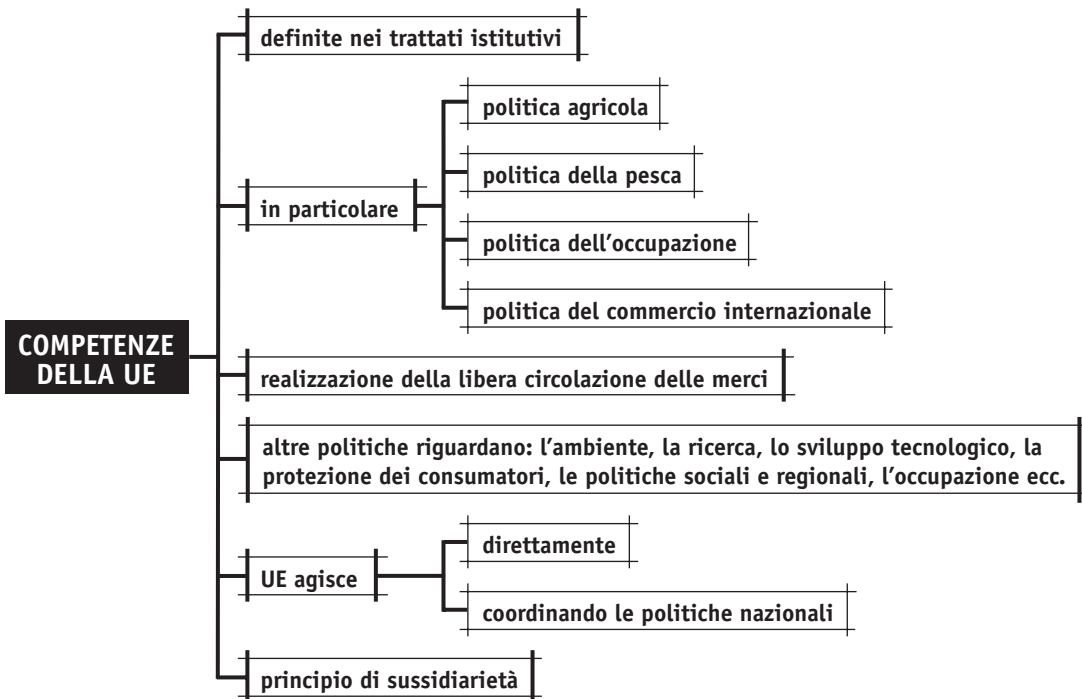 definite nei trattati istitutivi
politica agricola
politica della pesca
in particolare
politica dell'occupazione
politica del commercio internazionale
COMPETENZE
DELLA UE
realizzazione della libera circolazione delle merci
altre politiche riguardano: l'ambiente, la ricerca, lo sviluppo tecnologico, la
protezione dei consumatori, le politiche sociali e regionali, l'occupazione ecc.
direttamente
UE agisce
coordinando le politiche nazionali
principio di sussidiarietà